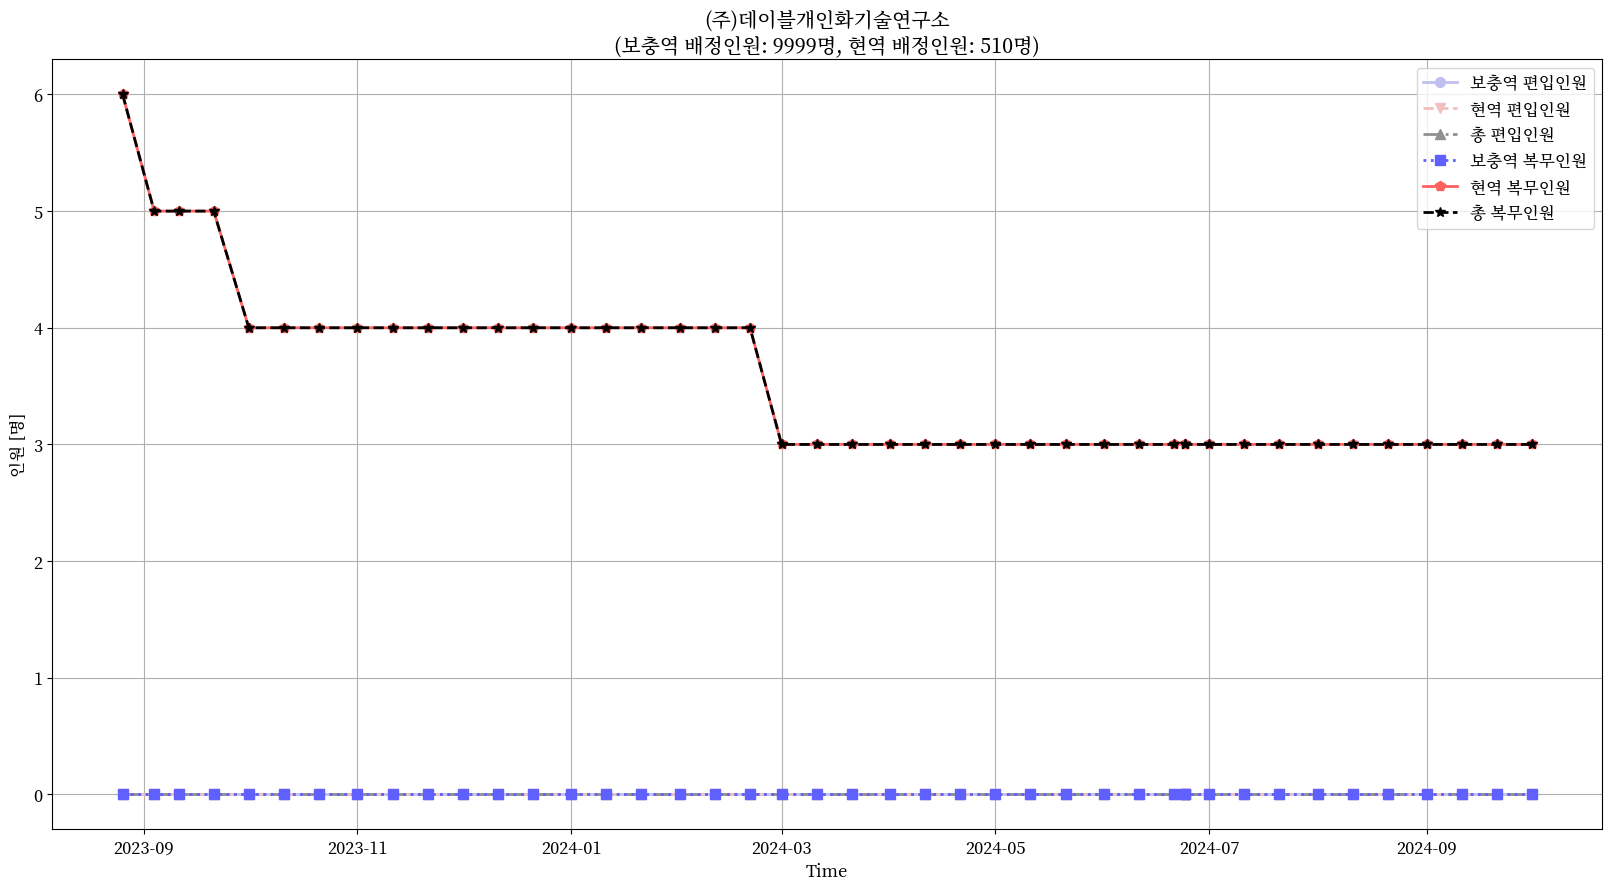 (주)데이블개인화기술연구소
(보충역 배정인원: 9999명, 현역 배정인원: 510명)
보충역 편입인원
현역 편입인원
총 편입인원
보충역 복무인원
현역 복무인원
총 복무인원
인원 [명]
6
5
4
3
2
1
0
2023-09
2023-11
2024-01
2024-03
2024-05
2024-07
2024-09
Time